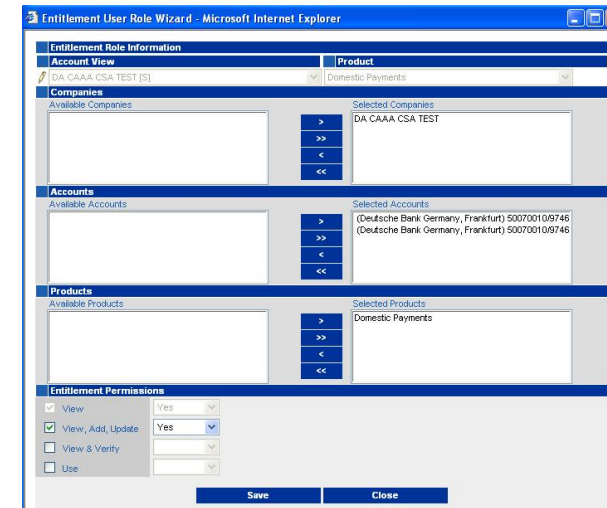 Entitlement User Role Wizard - Microsoft Internet Explorer
Entitlement Role Information
Account View Product
DA CAAA CSA TEST [S] Domestic Payments
Companies
Available Companies Selected Companies
> DA CAAA CSA TEST
>>
<
<<
Accounts
Available Accounts Selected Accounts
> (Deutsche Bank Germany, Frankfurt) 50070010/9746
>> (Deutsche Bank Germany, Frankfurt) 50070010/9746
<
<<
Products
Available Products Selected Products
> Domestic Payments
>>
<
<<
Entitlement Permissions
View Yes
View, Add, Update Yes
View & Verify
Use
Save Close